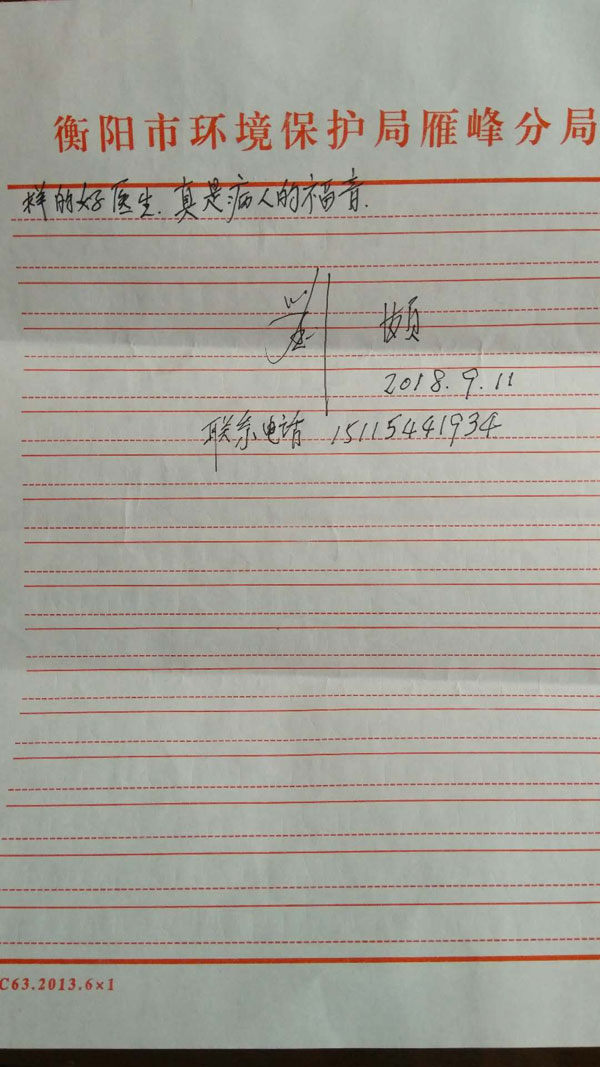 衡阳市环境保护局雁峰分局
样的好医生.真是病人的福音.
2018.9.11
联系电话 15115441934
C63.2013.6×1